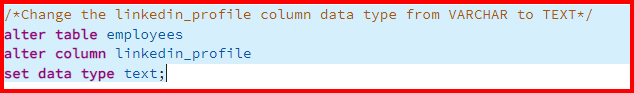 /*Change the linkedin_profile column data type from VARCHAR to TEXT*/
alter table employees
alter column linkedin_profile
set data type text;